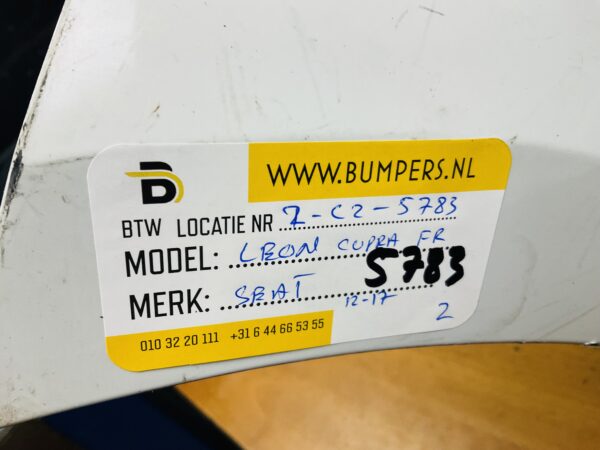 WWW.BUMPERS.NL
BTW LOCATIE NR 2-C2-5783
MODEL: LEON CUPRA FR
5783
MERK: SEAT 12-17
2
010 32 20 111 +31 6 44 66 53 55